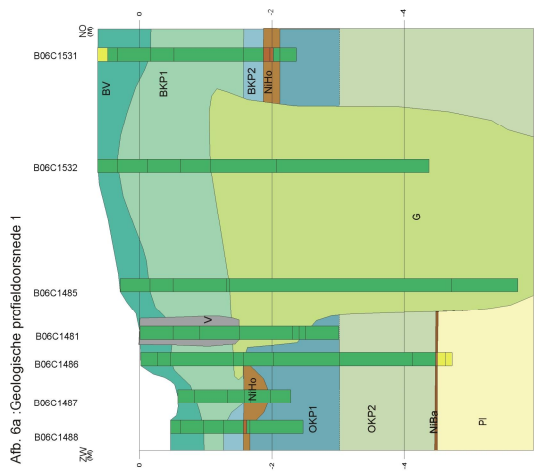 Afb. 6a :Geologische profieldoorsnede 1
ZW
(M)
NO
(M)
B06C1488
B06C1487
B06C1486
B06C1481
B06C1485
B06C1532
B06C1531
0
-2
-4
0
-2
-4
BV
BKP1
BKP2
NiHo
V
NiHo
G
OKP1
OKP2
NiBa
Pl